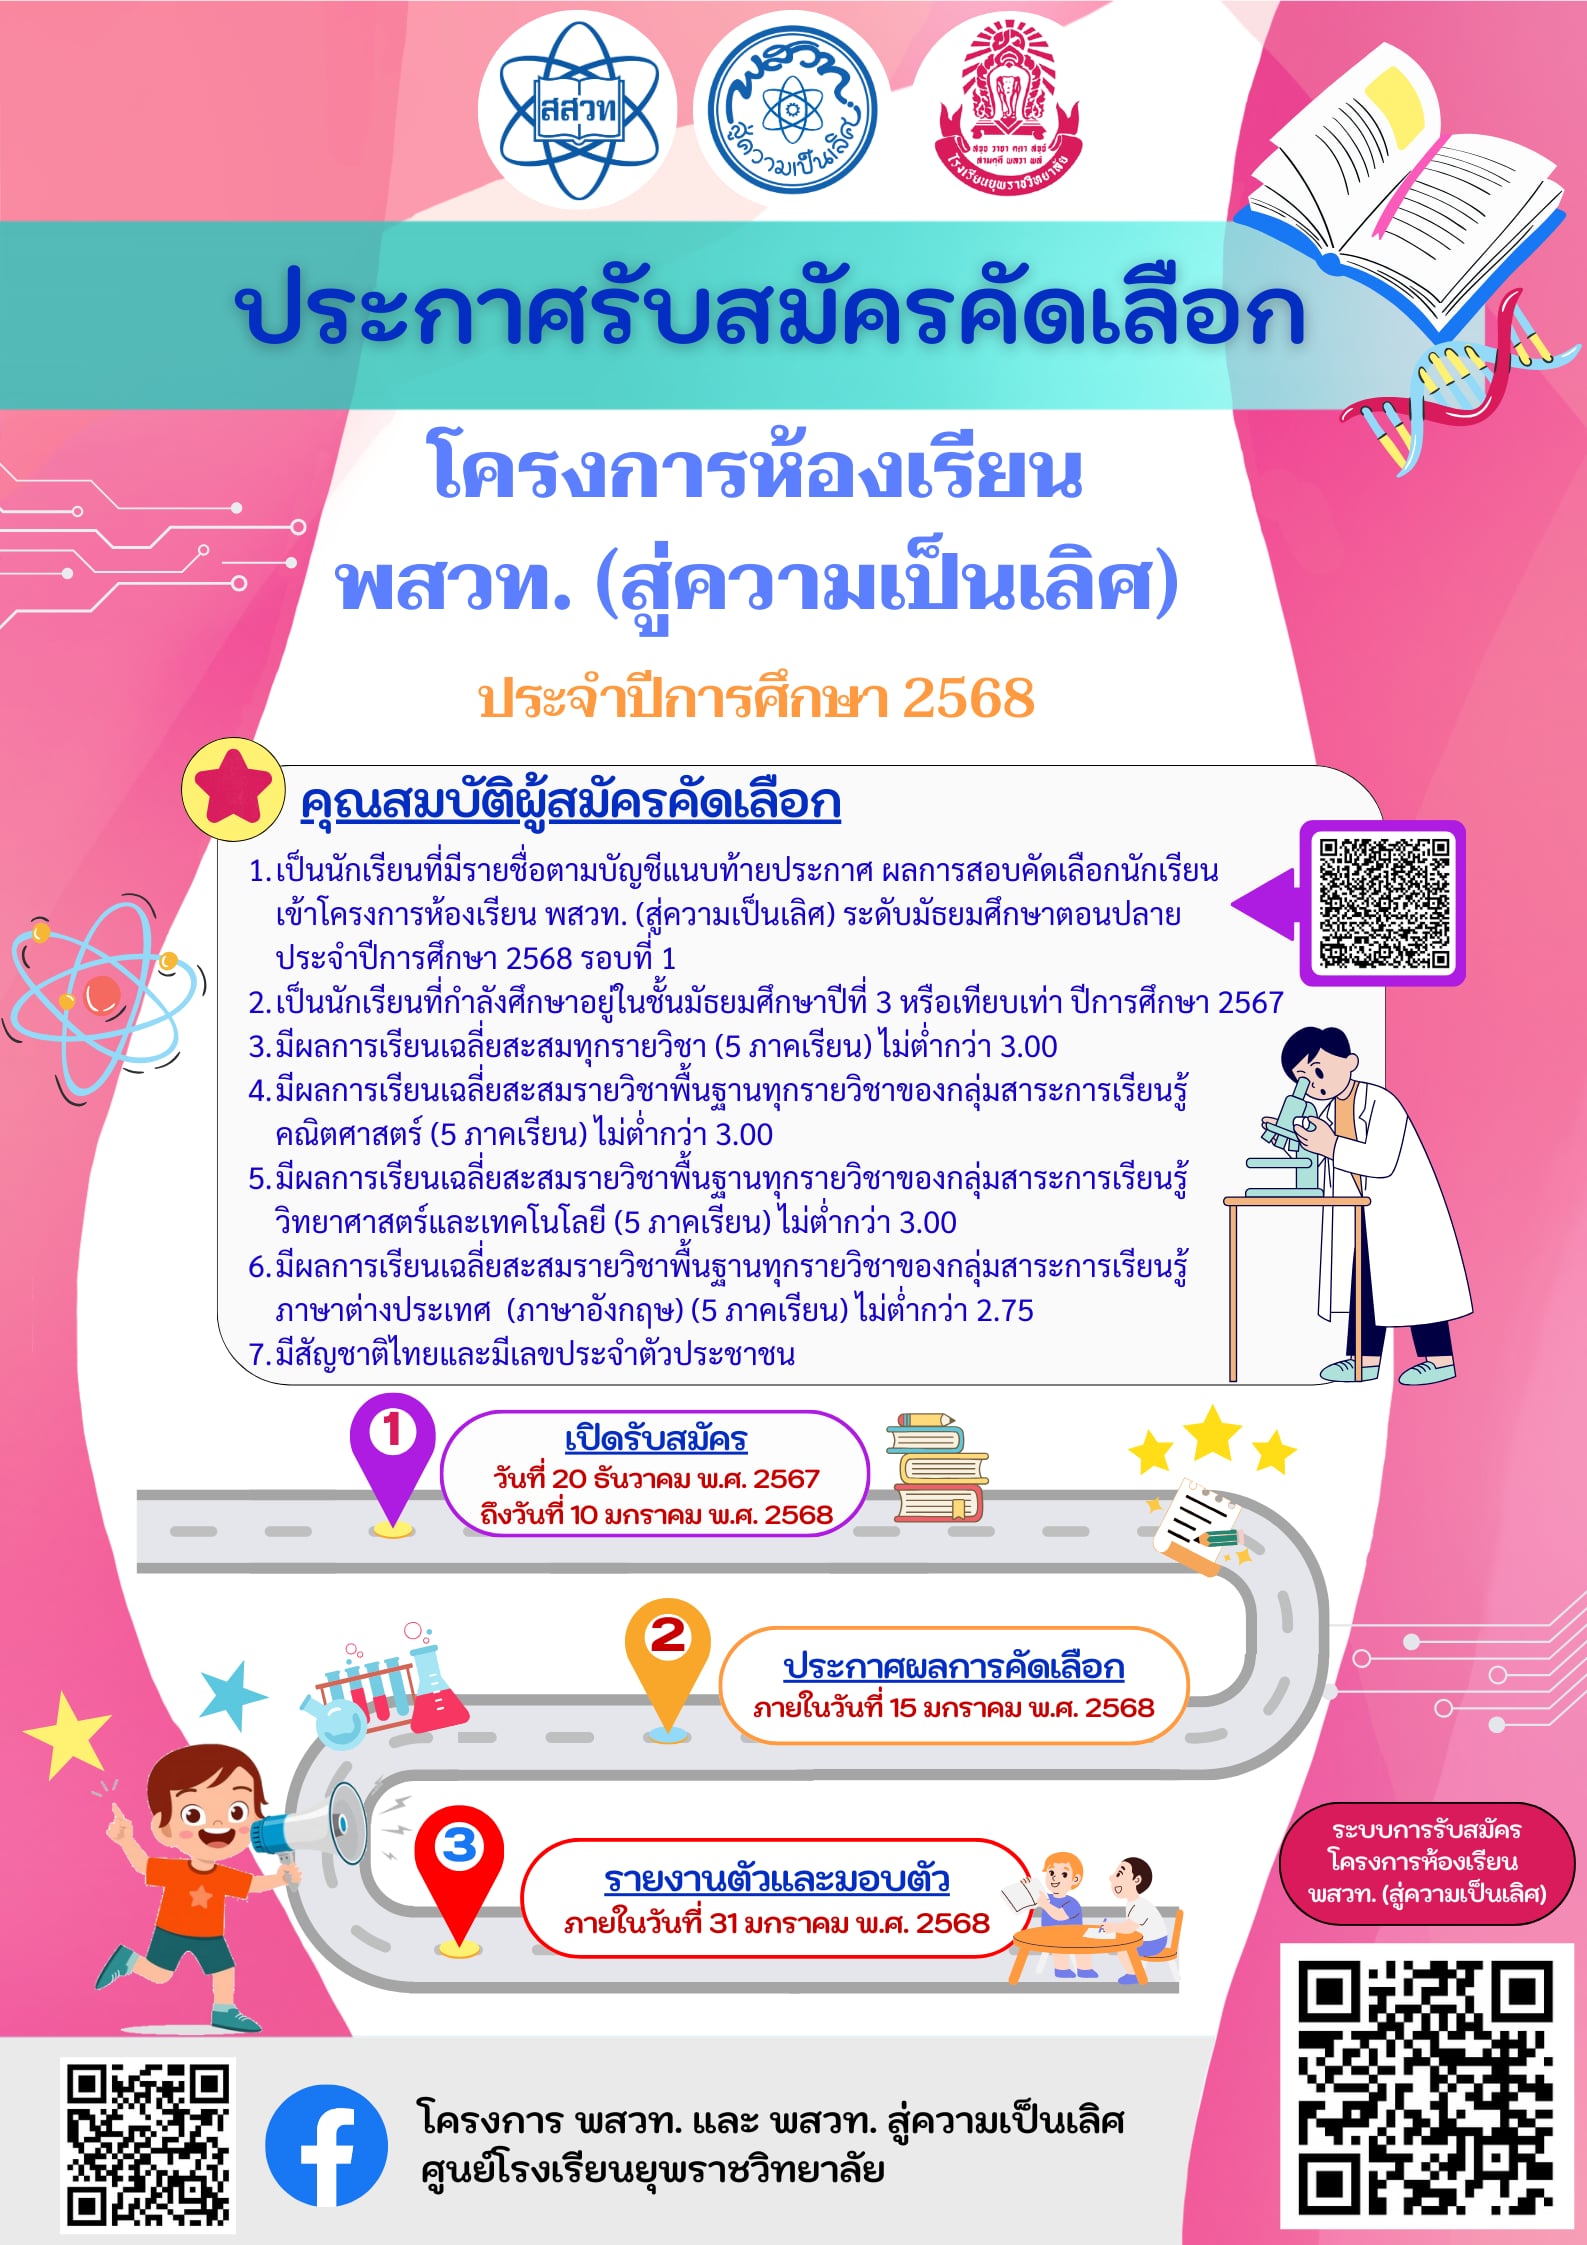 สสวท
พสวท.
สู่ความเป็นเลิศ
โรงเรียนยุพราชวิทยาลัย
ประกาศรับสมัครคัดเลือก
โครงการห้องเรียน
พสวท. (สู่ความเป็นเลิศ)
ประจำปีการศึกษา 2568
คุณสมบัติผู้สมัครคัดเลือก
1. เป็นนักเรียนที่มีรายชื่อตามบัญชีแนบท้ายประกาศ ผลการสอบคัดเลือกนักเรียน
เข้าโครงการห้องเรียน พสวท. (สู่ความเป็นเลิศ) ระดับมัธยมศึกษาตอนปลาย
ประจำปีการศึกษา 2568 รอบที่ 1
2. เป็นนักเรียนที่กำลังศึกษาอยู่ในชั้นมัธยมศึกษาปีที่ 3 หรือเทียบเท่า ปีการศึกษา 2567
3. มีผลการเรียนเฉลี่ยสะสมทุกรายวิชา (5 ภาคเรียน) ไม่ต่ำกว่า 3.00
4. มีผลการเรียนเฉลี่ยสะสมรายวิชาพื้นฐานทุกรายวิชาของกลุ่มสาระการเรียนรู้
คณิตศาสตร์ (5 ภาคเรียน) ไม่ต่ำกว่า 3.00
5. มีผลการเรียนเฉลี่ยสะสมรายวิชาพื้นฐานทุกรายวิชาของกลุ่มสาระการเรียนรู้
วิทยาศาสตร์และเทคโนโลยี (5 ภาคเรียน) ไม่ต่ำกว่า 3.00
6. มีผลการเรียนเฉลี่ยสะสมรายวิชาพื้นฐานทุกรายวิชาของกลุ่มสาระการเรียนรู้
ภาษาต่างประเทศ (ภาษาอังกฤษ) (5 ภาคเรียน) ไม่ต่ำกว่า 2.75
7. มีสัญชาติไทยและมีเลขประจำตัวประชาชน
1
เปิดรับสมัคร
วันที่ 20 ธันวาคม พ.ศ. 2567
ถึงวันที่ 10 มกราคม พ.ศ. 2568
2
ประกาศผลการคัดเลือก
ภายในวันที่ 15 มกราคม พ.ศ. 2568
3
รายงานตัวและมอบตัว
ภายในวันที่ 31 มกราคม พ.ศ. 2568
ระบบการรับสมัคร
โครงการห้องเรียน
พสวท. (สู่ความเป็นเลิศ)
โครงการ พสวท. และ พสวท. สู่ความเป็นเลิศ
ศูนย์โรงเรียนยุพราชวิทยาลัย